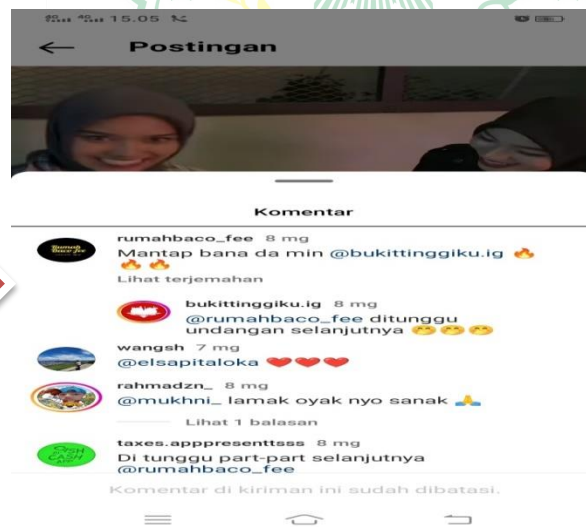 15.05
Postingan
Komentar
rumahbaco_fee 8 mg
Mantap bana da min @bukittinggiku.ig 🔥
🔥🔥
Lihat terjemahan
bukittinggiku.ig 8 mg
@rumahbaco_fee ditunggu
undangan selanjutnya 🤭🤭🤭
wangsh 7 mg
@elsapitaloka ❤️❤️❤️
rahmadzn_ 8 mg
@mukhni_ lamak oyak nyo sanak 🙏
Lihat 1 balasan
taxes.apppresenttsss 8 mg
Di tunggu part-part selanjutnya
@rumahbaco_fee
Komentar di kiriman ini sudah dibatasi.